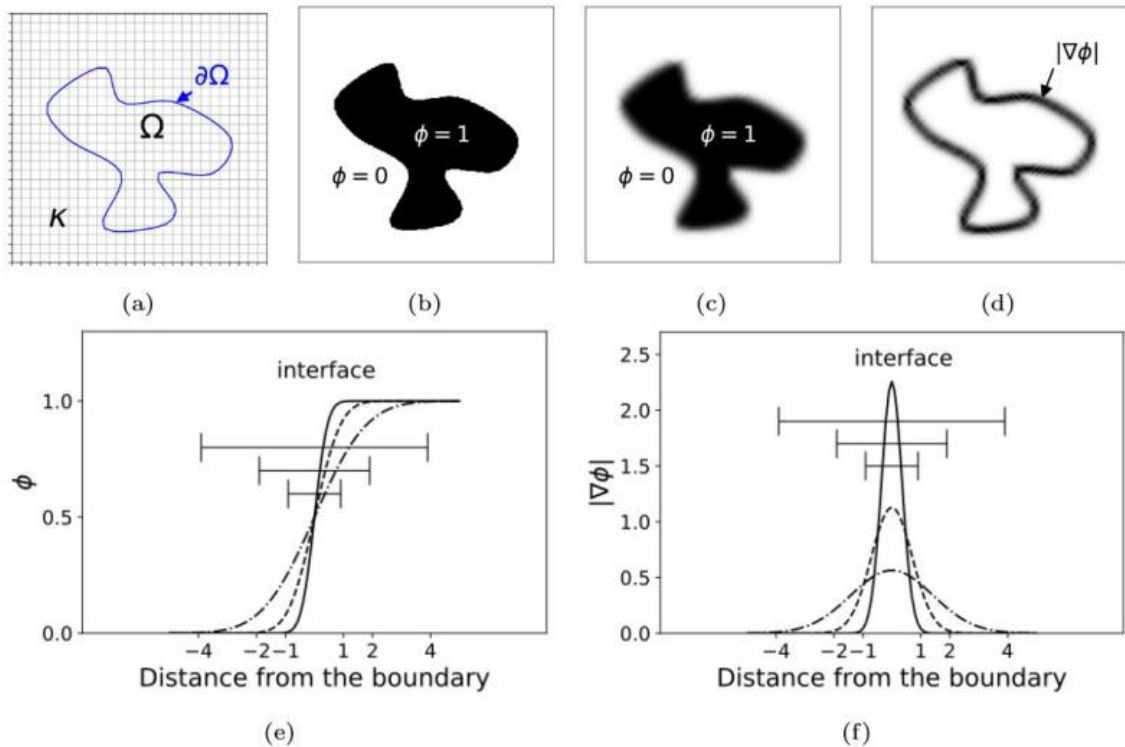 ∂Ω
Ω
K
(a)
ϕ = 1
ϕ = 0
(b)
ϕ = 1
ϕ = 0
(c)
|∇ϕ|
(d)
interface
1.0
0.5
0.0
ϕ
−4 −2 −1 1 2 4
Distance from the boundary
(e)
interface
2.5
2.0
1.5
1.0
0.5
0.0
|∇ϕ|
−4 −2 −1 1 2 4
Distance from the boundary
(f)